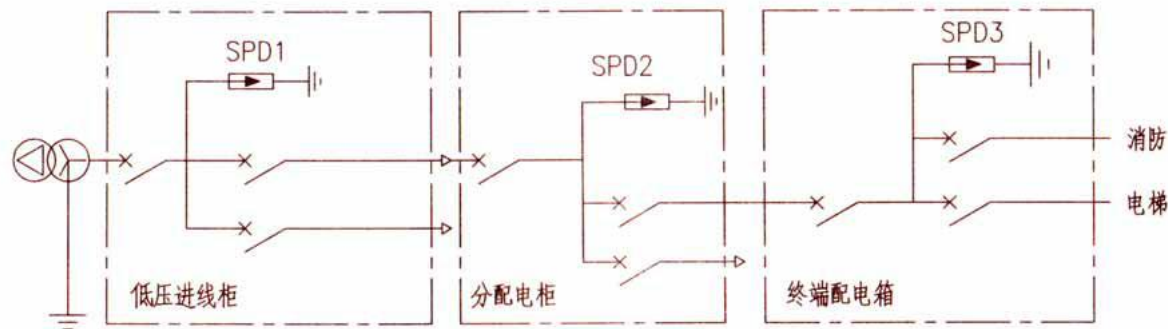 SPD1
SPD2
SPD3
消防
电梯
低压进线柜
分配电柜
终端配电箱